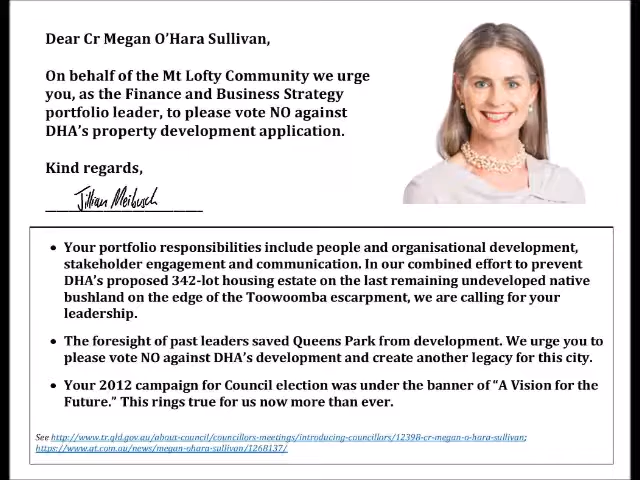 Dear Cr Megan O’Hara Sullivan,
On behalf of the Mt Lofty Community we urge
you, as the Finance and Business Strategy
portfolio leader, to please vote NO against
DHA’s property development application.
Kind regards,
Jillian Meibusch
• Your portfolio responsibilities include people and organisational development,
stakeholder engagement and communication. In our combined effort to prevent
DHA’s proposed 342-lot housing estate on the last remaining undeveloped native
bushland on the edge of the Toowoomba escarpment, we are calling for your
leadership.
• The foresight of past leaders saved Queens Park from development. We urge you to
please vote NO against DHA’s development and create another legacy for this city.
• Your 2012 campaign for Council election was under the banner of “A Vision for the
Future.” This rings true for us now more than ever.
See http://www.tr.qld.gov.au/about-council/councillors-meetings/introducing-councillors/12398-cr-megan-o-hara-sullivan;
https://www.at.com.au/news/megan-ohara-sullivan/1268137/